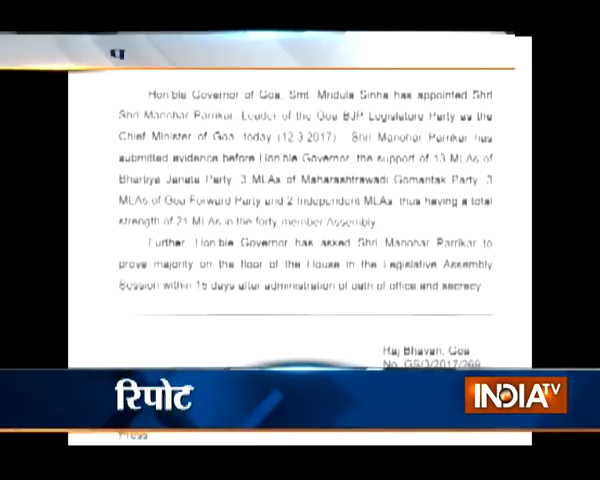 प
Hon'ble Governor of Goa, Smt. Mridula Sinha has appointed Shri
Shri Manohar Parrikar, Leader of the Goa BJP Legislature Party as the
Chief Minister of Goa, today (12.3.2017). Shri Manohar Parrikar has
submitted evidence before Hon'ble Governor, the support of 13 MLAs of
Bhartiya Janata Party, 3 MLAs of Maharashtrawadi Gomantak Party, 3
MLAs of Goa Forward Party and 2 Independent MLAs, thus having a total
strength of 21 MLAs in the forty member Assembly.
Further, Hon'ble Governor has asked Shri Manohar Parrikar to
prove majority on the floor of the House in the Legislative Assembly
Session within 15 days after administration of oath of office and secrecy.
Raj Bhavan, Goa
No. GS/3/2017/269
रिपोट
INDIA TV
Press